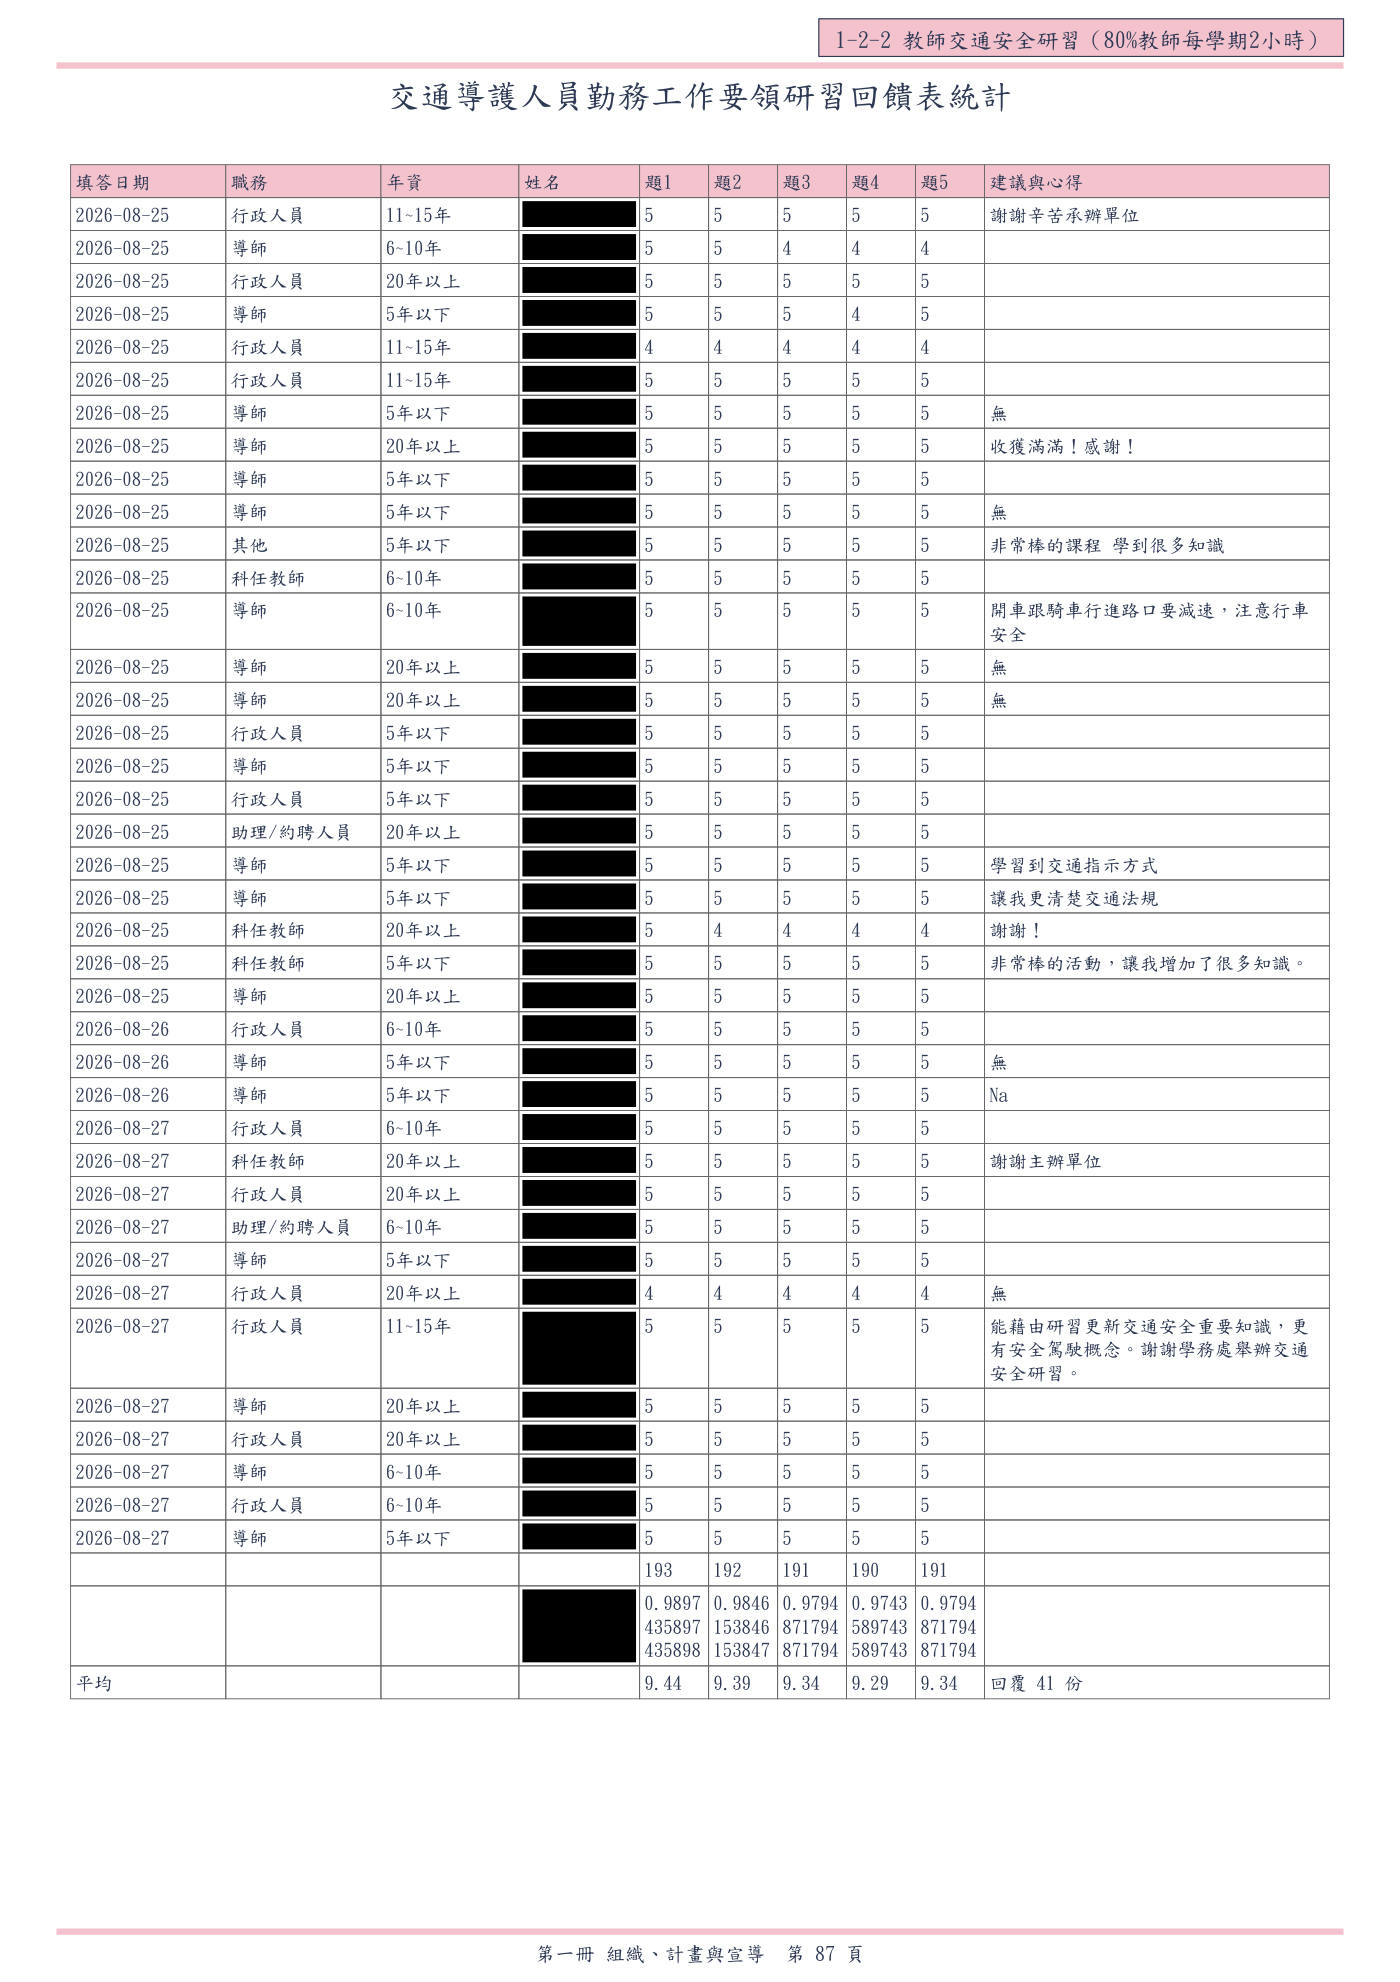 1-2-2 教師交通安全研習（80%教師每學期2小時）
交通導護人員勤務工作要領研習回饋表統計
填答日期 職務 年資 姓名 題1 題2 題3 題4 題5 建議與心得
2026-08-25 行政人員 11~15年 5 5 5 5 5 謝謝辛苦承辦單位
2026-08-25 導師 6~10年 5 5 4 4 4
2026-08-25 行政人員 20年以上 5 5 5 5 5
2026-08-25 導師 5年以下 5 5 5 4 5
2026-08-25 行政人員 11~15年 4 4 4 4 4
2026-08-25 行政人員 11~15年 5 5 5 5 5
2026-08-25 導師 5年以下 5 5 5 5 5 無
2026-08-25 導師 20年以上 5 5 5 5 5 收獲滿滿！感謝！
2026-08-25 導師 5年以下 5 5 5 5 5
2026-08-25 導師 5年以下 5 5 5 5 5 無
2026-08-25 其他 5年以下 5 5 5 5 5 非常棒的課程 學到很多知識
2026-08-25 科任教師 6~10年 5 5 5 5 5
2026-08-25 導師 6~10年 5 5 5 5 5 開車跟騎車行進路口要減速，注意行車
安全
2026-08-25 導師 20年以上 5 5 5 5 5 無
2026-08-25 導師 20年以上 5 5 5 5 5 無
2026-08-25 行政人員 5年以下 5 5 5 5 5
2026-08-25 導師 5年以下 5 5 5 5 5
2026-08-25 行政人員 5年以下 5 5 5 5 5
2026-08-25 助理/約聘人員 20年以上 5 5 5 5 5
2026-08-25 導師 5年以下 5 5 5 5 5 學習到交通指示方式
2026-08-25 導師 5年以下 5 5 5 5 5 讓我更清楚交通法規
2026-08-25 科任教師 20年以上 5 4 4 4 4 謝謝！
2026-08-25 科任教師 5年以下 5 5 5 5 5 非常棒的活動，讓我增加了很多知識。
2026-08-25 導師 20年以上 5 5 5 5 5
2026-08-26 行政人員 6~10年 5 5 5 5 5
2026-08-26 導師 5年以下 5 5 5 5 5 無
2026-08-26 導師 5年以下 5 5 5 5 5 Na
2026-08-27 行政人員 6~10年 5 5 5 5 5
2026-08-27 科任教師 20年以上 5 5 5 5 5 謝謝主辦單位
2026-08-27 行政人員 20年以上 5 5 5 5 5
2026-08-27 助理/約聘人員 6~10年 5 5 5 5 5
2026-08-27 導師 5年以下 5 5 5 5 5
2026-08-27 行政人員 20年以上 4 4 4 4 4 無
2026-08-27 行政人員 11~15年 5 5 5 5 5 能藉由研習更新交通安全重要知識，更
有安全駕駛概念。謝謝學務處舉辦交通
安全研習。
2026-08-27 導師 20年以上 5 5 5 5 5
2026-08-27 行政人員 20年以上 5 5 5 5 5
2026-08-27 導師 6~10年 5 5 5 5 5
2026-08-27 行政人員 6~10年 5 5 5 5 5
2026-08-27 導師 5年以下 5 5 5 5 5
193 192 191 190 191
0.9897 0.9846 0.9794 0.9743 0.9794
435897 153846 871794 589743 871794
435898 153847 871794 589743 871794
平均 9.44 9.39 9.34 9.29 9.34 回覆 41 份
第一冊 組織、計畫與宣導 第 87 頁